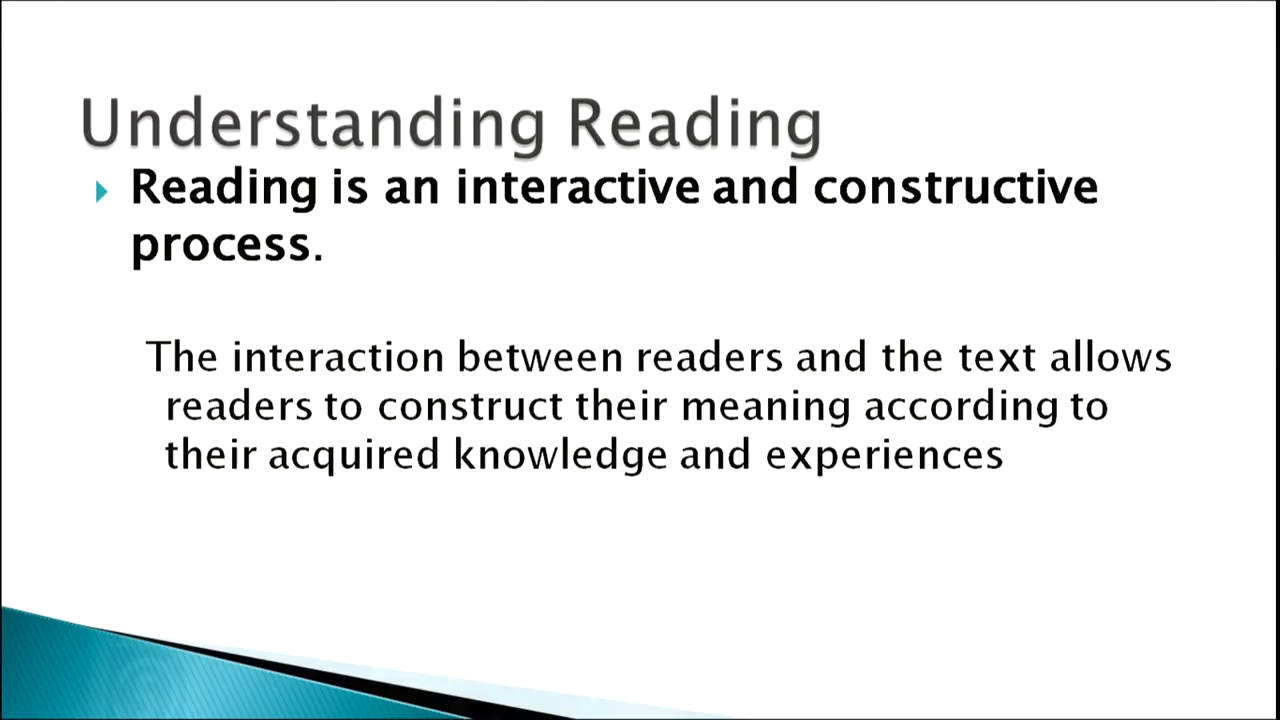 Understanding Reading
Reading is an interactive and constructive
process.
The interaction between readers and the text allows
readers to construct their meaning according to
their acquired knowledge and experiences